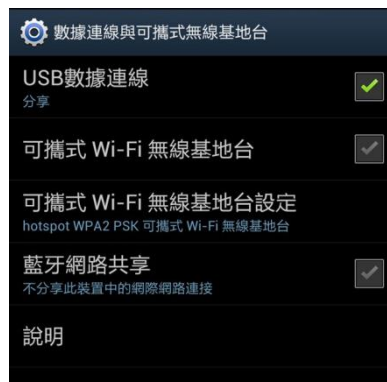 數據連線與可攜式無線基地台
USB數據連線
分享
可攜式 Wi-Fi 無線基地台
可攜式 Wi-Fi 無線基地台設定
hotspot WPA2 PSK 可攜式 Wi-Fi 無線基地台
藍牙網路共享
不分享此裝置中的網際網路連接
說明